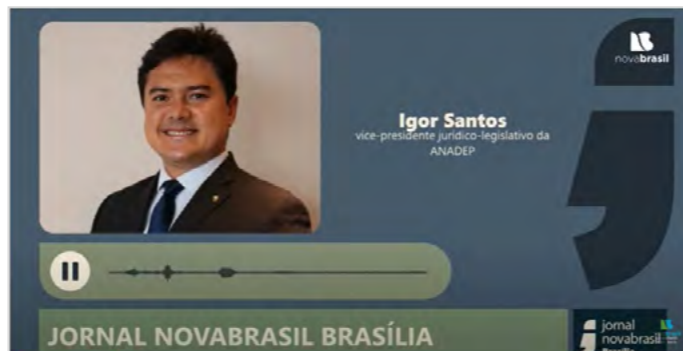 novabrasil
Igor Santos
vice-presidente jurídico-legislativo da
ANADEP
JORNAL NOVABRASIL BRASÍLIA
jornal
novabrasil